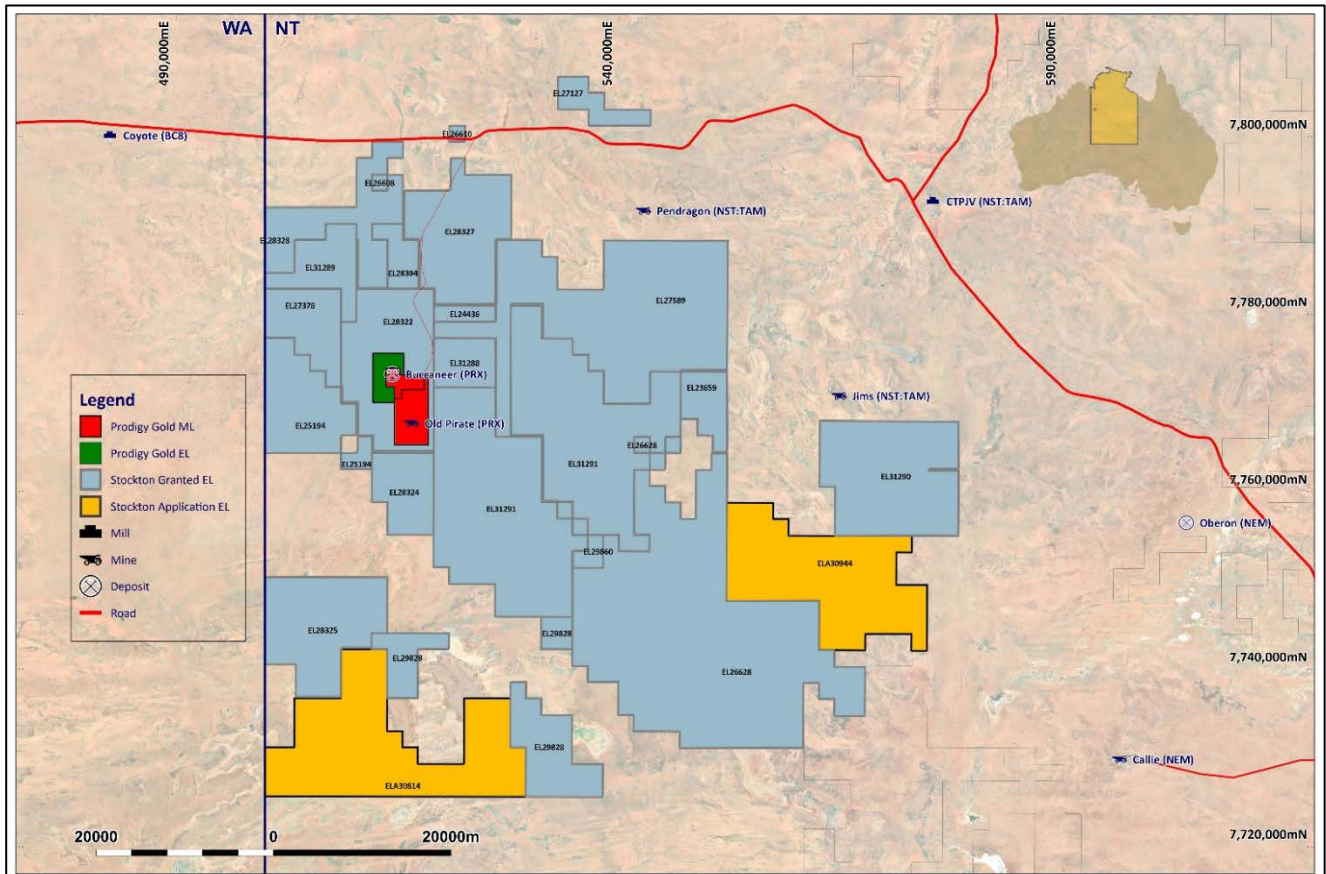 WA NT
490,000mE
540,000mE
590,000mE
EL27127
EL26610
Coyote (BC8)
7,800,000mN
EL26608
CTPJV (NST:TAM)
Pendragon (NST:TAM)
EL28327
EL28328
EL31289
EL28394
EL27378
EL27589
7,780,000mN
EL24436
EL28322
EL31288
Buccaneer (PRX)
EL23659
Jims (NST:TAM)
Old Pirate (PRX)
EL25194
EL26628
EL25194
EL31291
EL28324
EL31290
7,760,000mN
EL31291
Oberon (NEM)
EL29860
ELA30944
Legend
Prodigy Gold ML
Prodigy Gold EL
Stockton Granted EL
Stockton Application EL
Mill
Mine
Deposit
Road
EL28325
EL29828
EL29828
EL26628
7,740,000mN
EL29828
Callie (NEM)
ELA30814
20000 0 20000m
7,720,000mN